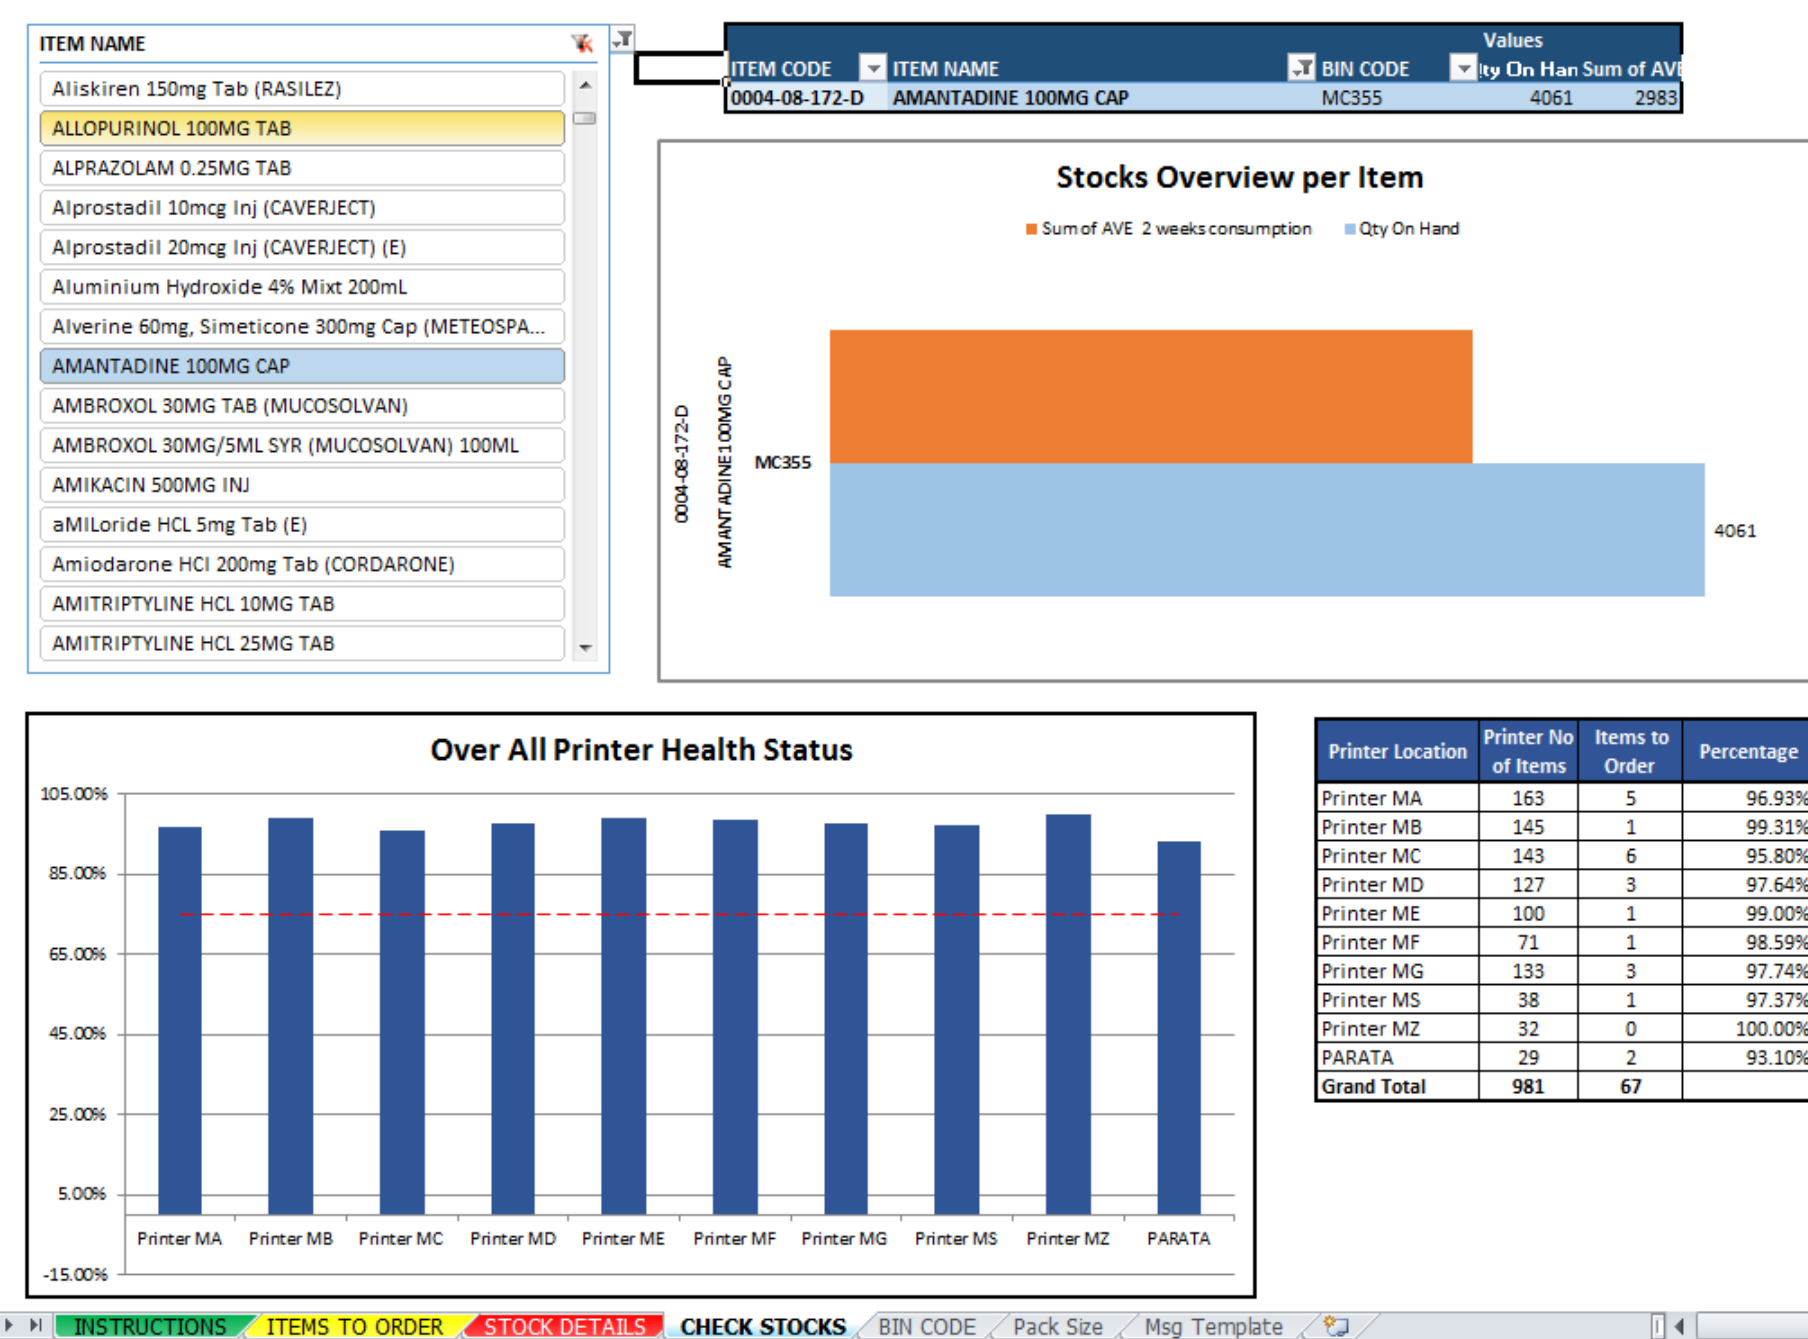 ITEM NAME
Aliskiren 150mg Tab (RASILEZ)
ALLOPURINOL 100MG TAB
ALPRAZOLAM 0.25MG TAB
Alprostadil 10mcg Inj (CAVERJECT)
Alprostadil 20mcg Inj (CAVERJECT) (E)
Aluminium Hydroxide 4% Mixt 200mL
Alverine 60mg, Simeticone 300mg Cap (METEOSPA...
AMANTADINE 100MG CAP
AMBROXOL 30MG TAB (MUCOSOLVAN)
AMBROXOL 30MG/5ML SYR (MUCOSOLVAN) 100ML
AMIKACIN 500MG INJ
aMILoride HCL 5mg Tab (E)
Amiodarone HCl 200mg Tab (CORDARONE)
AMITRIPTYLINE HCL 10MG TAB
AMITRIPTYLINE HCL 25MG TAB
Values
ITEM CODE ITEM NAME BIN CODE ity On Han Sum of AVE
0004-08-172-D AMANTADINE 100MG CAP MC355 4061 2983
Stocks Overview per Item
Sum of AVE 2 weeks consumption Qty On Hand
0004-08-172-D
AMANTADINE 100MG CAP
MC355
4061
Over All Printer Health Status
105.00%
85.00%
65.00%
45.00%
25.00%
5.00%
-15.00%
Printer MA Printer MB Printer MC Printer MD Printer ME Printer MF Printer MG Printer MS Printer MZ PARATA
Printer Location Printer No of Items Items to Order Percentage
Printer MA 163 5 96.93%
Printer MB 145 1 99.31%
Printer MC 143 6 95.80%
Printer MD 127 3 97.64%
Printer ME 100 1 99.00%
Printer MF 71 1 98.59%
Printer MG 133 3 97.74%
Printer MS 38 1 97.37%
Printer MZ 32 0 100.00%
PARATA 29 2 93.10%
Grand Total 981 67
INSTRUCTIONS ITEMS TO ORDER STOCK DETAILS CHECK STOCKS BIN CODE Pack Size Msg Template